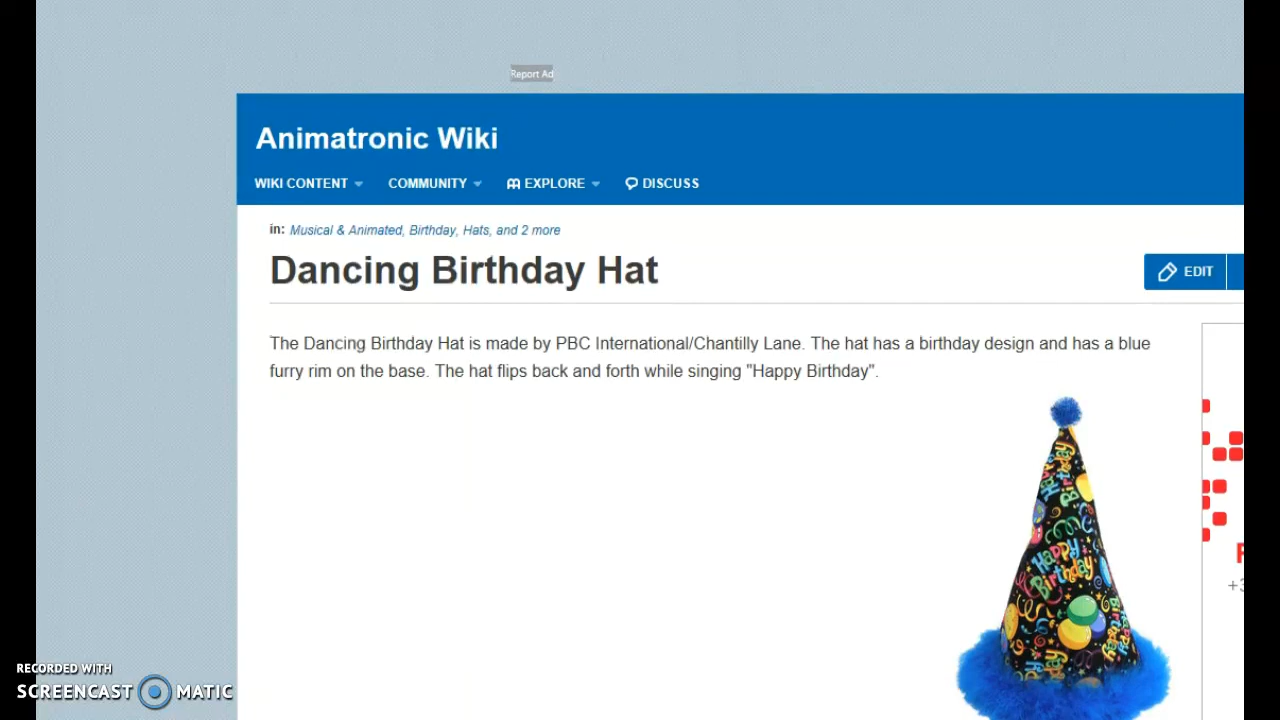 Report Ad
Animatronic Wiki
WIKI CONTENT COMMUNITY EXPLORE DISCUSS
in: Musical & Animated, Birthday, Hats, and 2 more
Dancing Birthday Hat
EDIT
The Dancing Birthday Hat is made by PBC International/Chantilly Lane. The hat has a birthday design and has a blue
furry rim on the base. The hat flips back and forth while singing "Happy Birthday".
Happy
Birthday
Happy
Birthday
RECORDED WITH
SCREENCAST MATIC